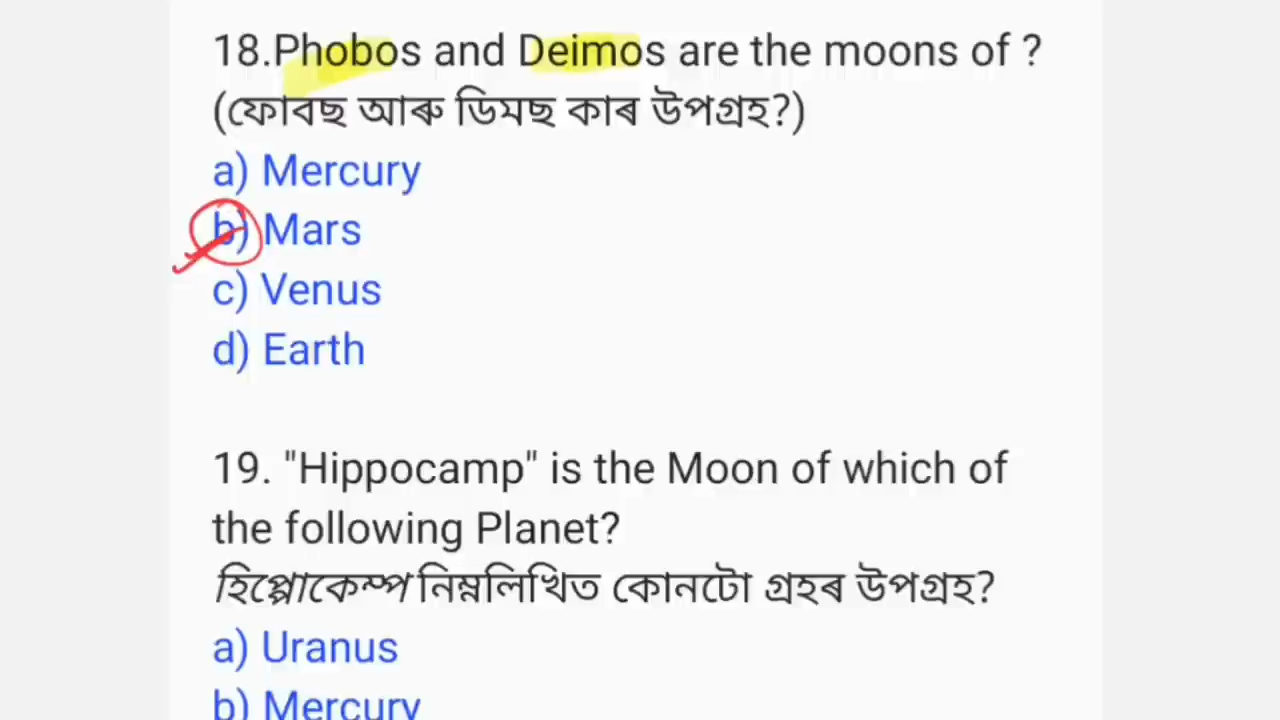 18.Phobos and Deimos are the moons of ?
(ফোবছ আৰু ডিমছ কাৰ উপগ্ৰহ?)
a) Mercury
b) Mars
c) Venus
d) Earth
19. "Hippocamp" is the Moon of which of
the following Planet?
হিপ্পোকেম্প নিম্নলিখিত কোনটো গ্ৰহৰ উপগ্ৰহ?
a) Uranus
b) Mercury